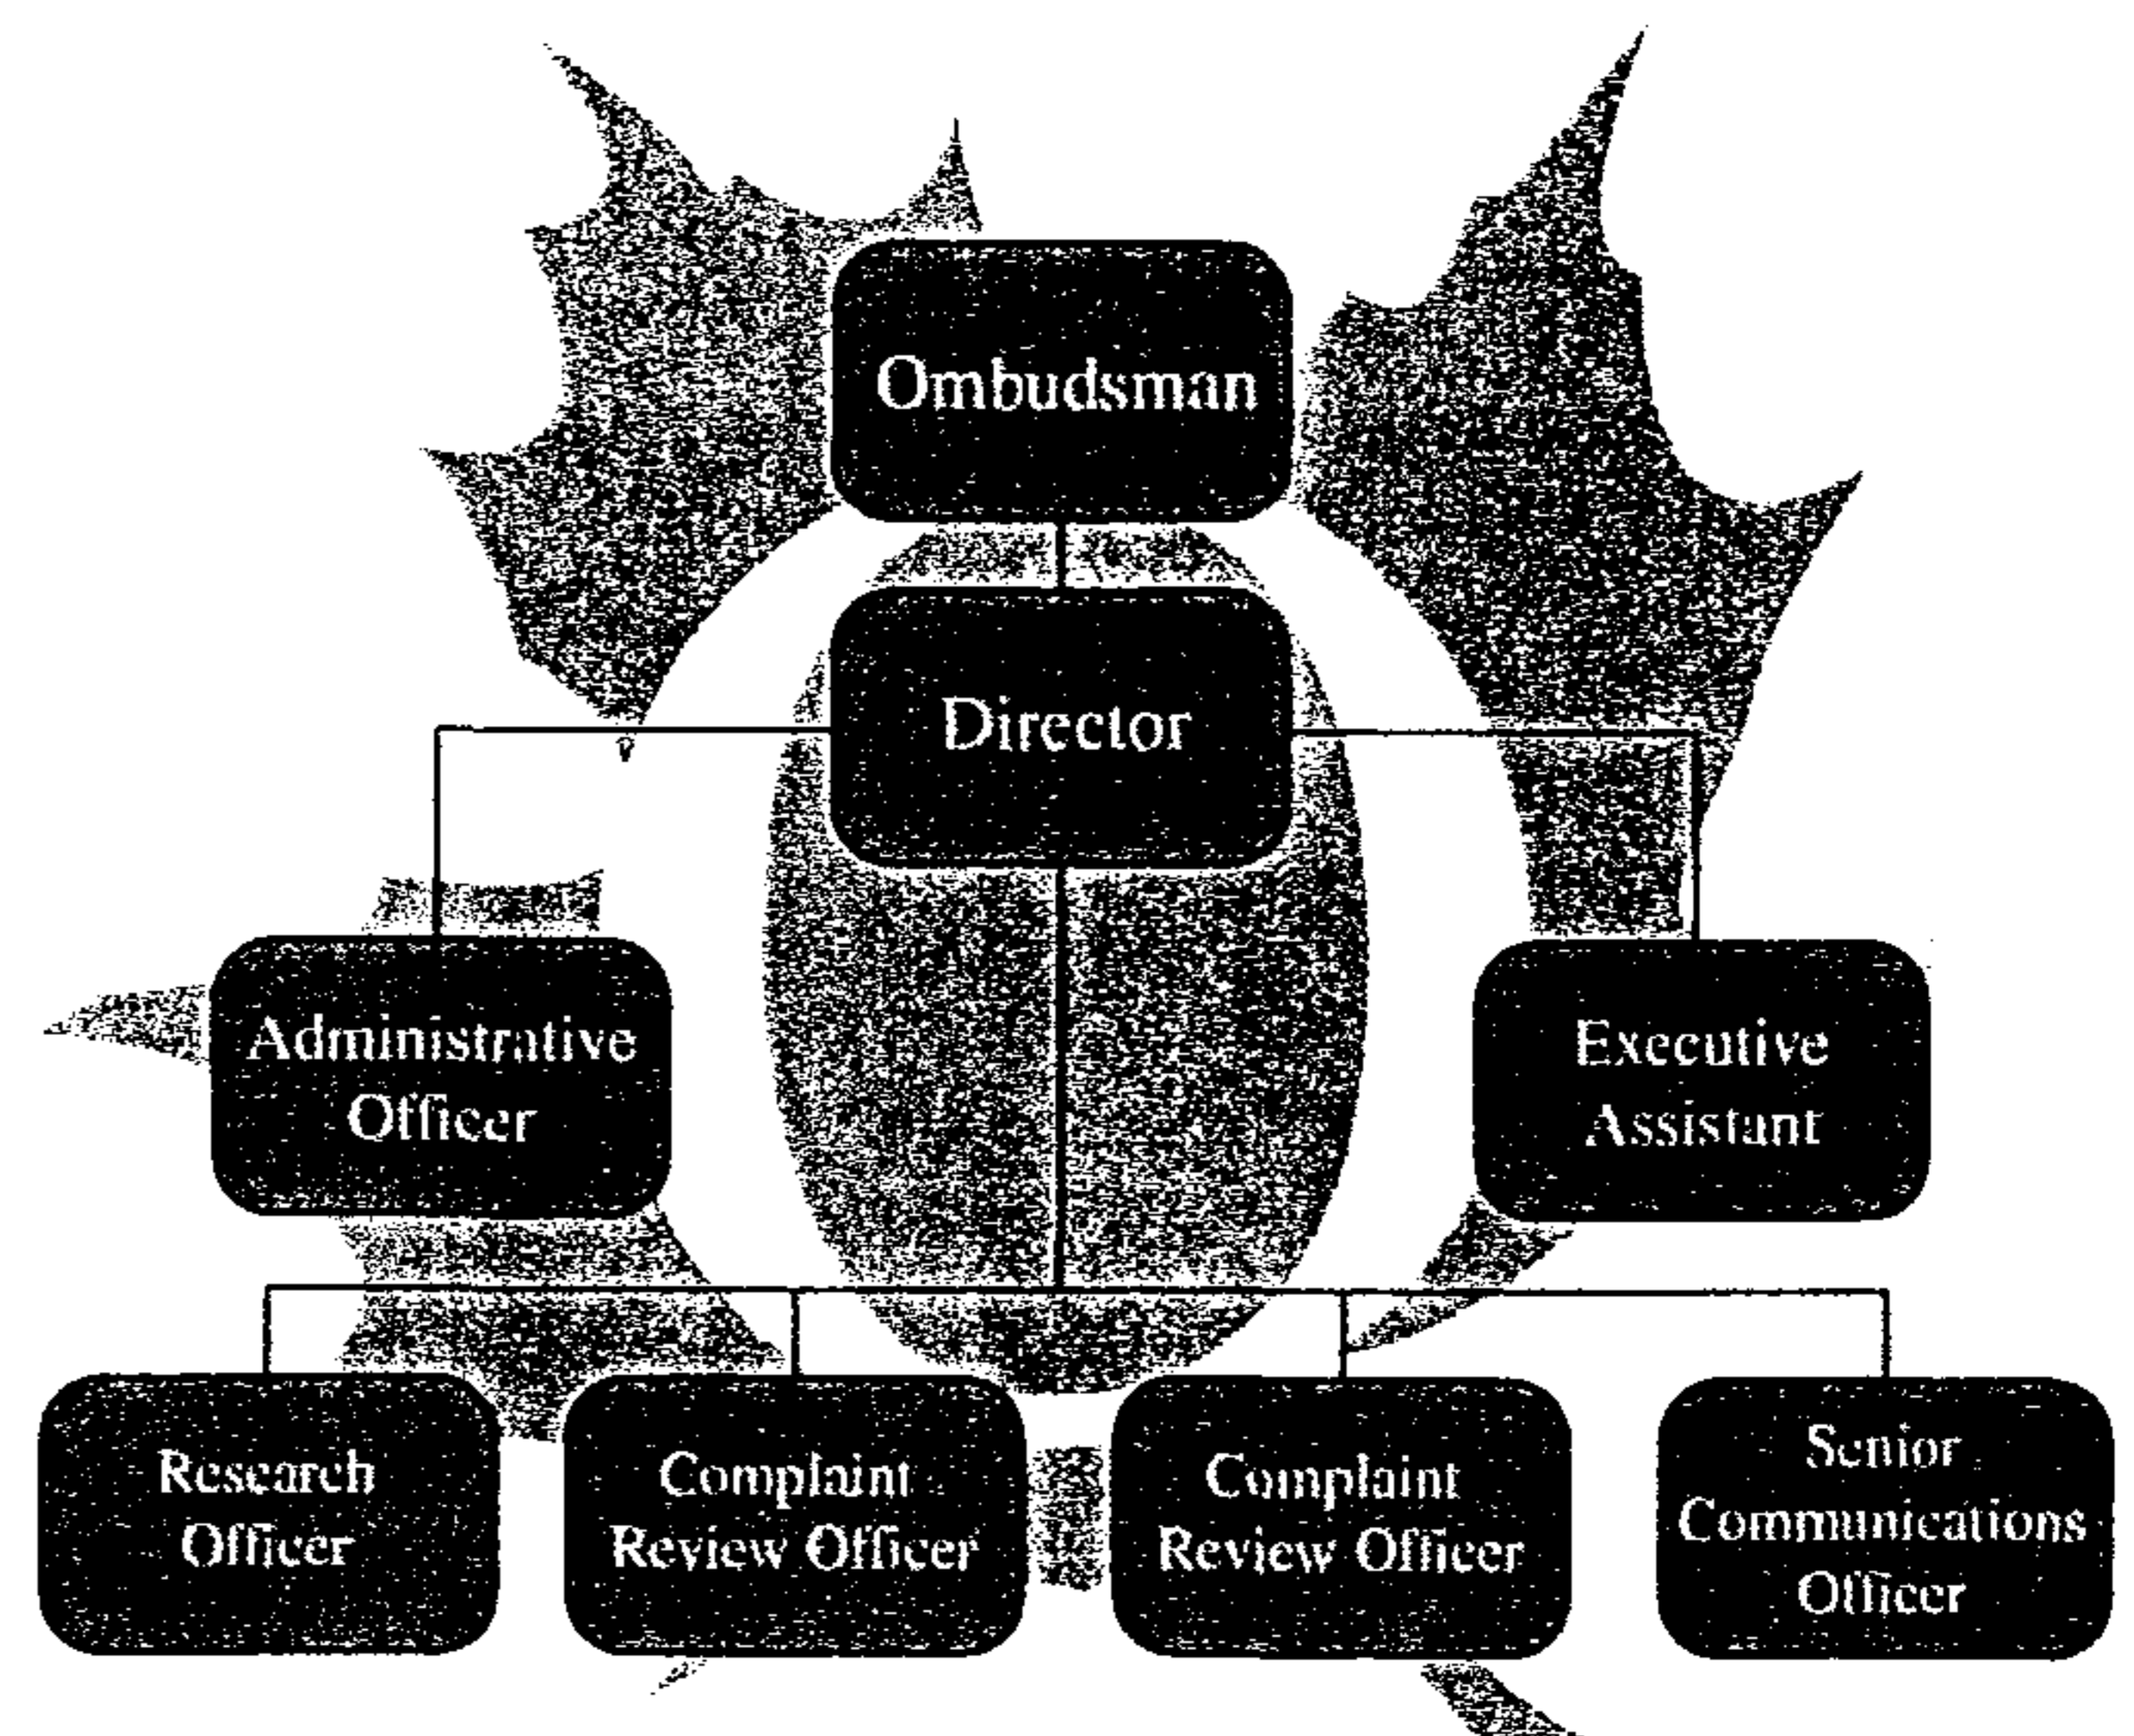 Ombudsman
Director
Administrative
Officer
Executive
Assistant
Research
Officer
Complaint
Review Officer
Complaint
Review Officer
Senior
Communications
Officer